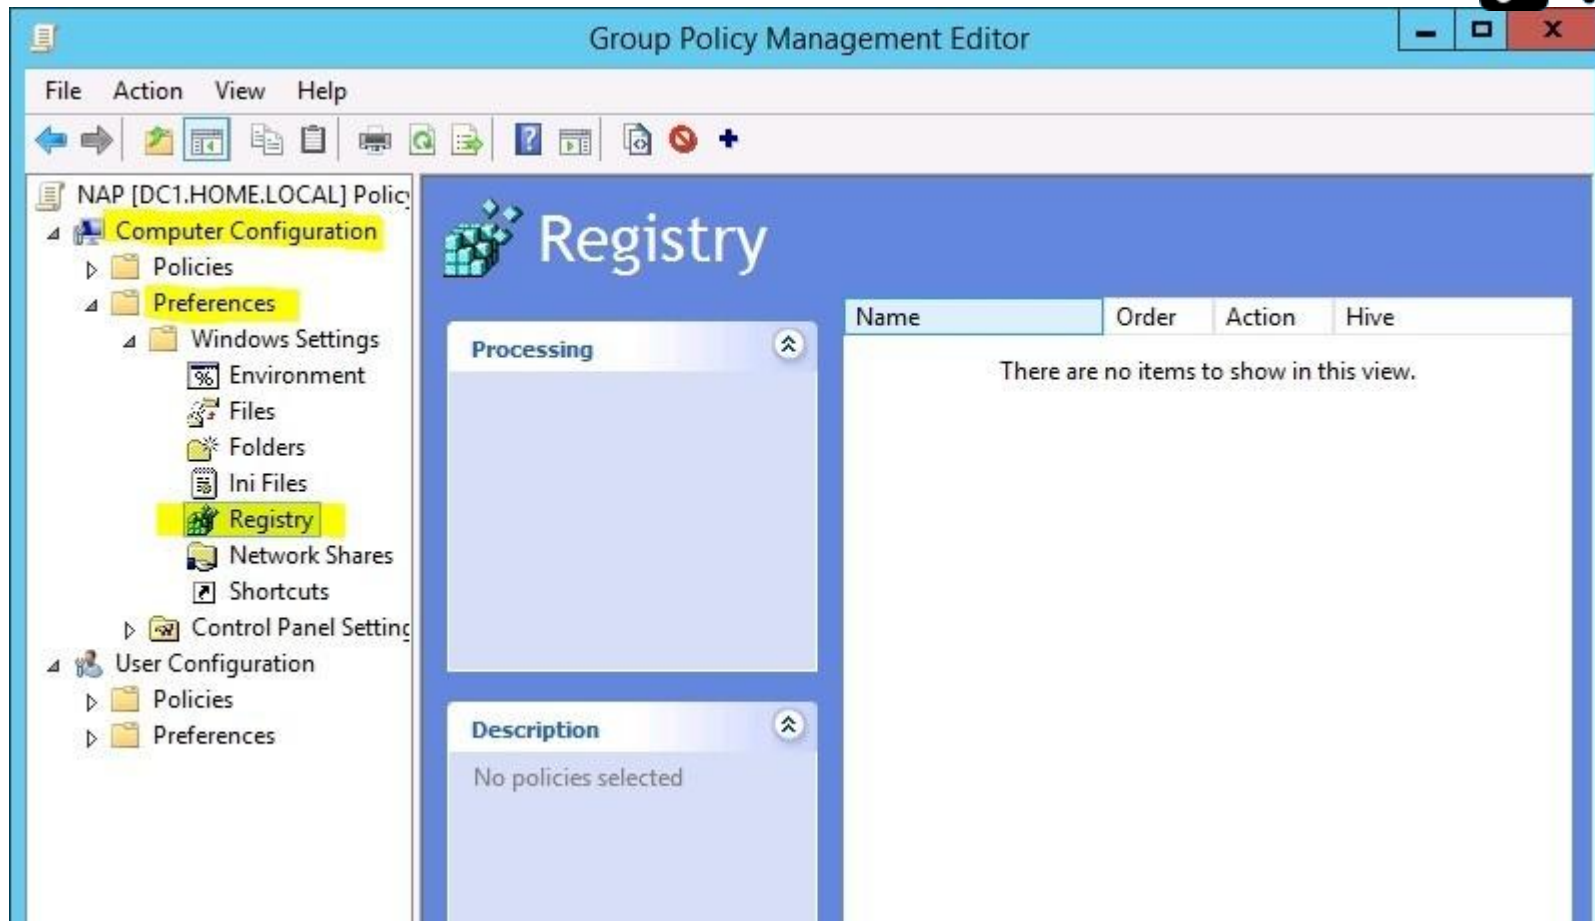 Group Policy Management Editor
File Action View Help
NAP [DC1.HOME.LOCAL] Policy
Computer Configuration
Policies
Preferences
Windows Settings
Environment
Files
Folders
Ini Files
Registry
Network Shares
Shortcuts
Control Panel Setting
User Configuration
Policies
Preferences
Registry
Processing
Description
No policies selected
Name Order Action Hive
There are no items to show in this view.